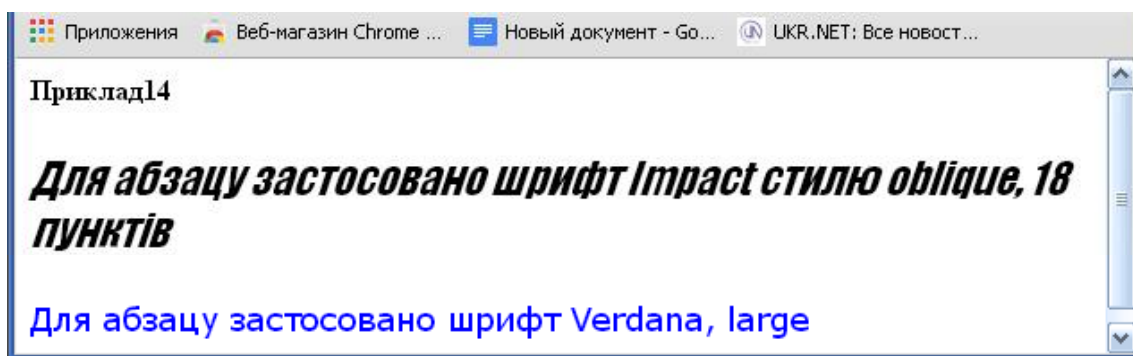 Приложения Веб-магазин Chrome ... Новый документ - Go... UKR.NET: Все новост...
Приклад14
Для абзацу застосовано шрифт Impact стилю oblique, 18
пунктів
Для абзацу застосовано шрифт Verdana, large